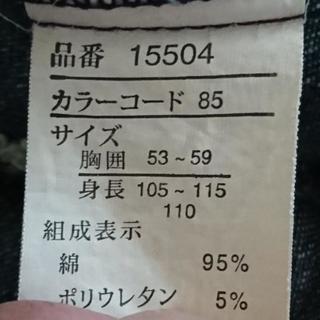 品番 15504
カラーコード 85
サイズ
胸囲 53～59
身長 105～115
110
組成表示
綿 95%
ポリウレタン 5%